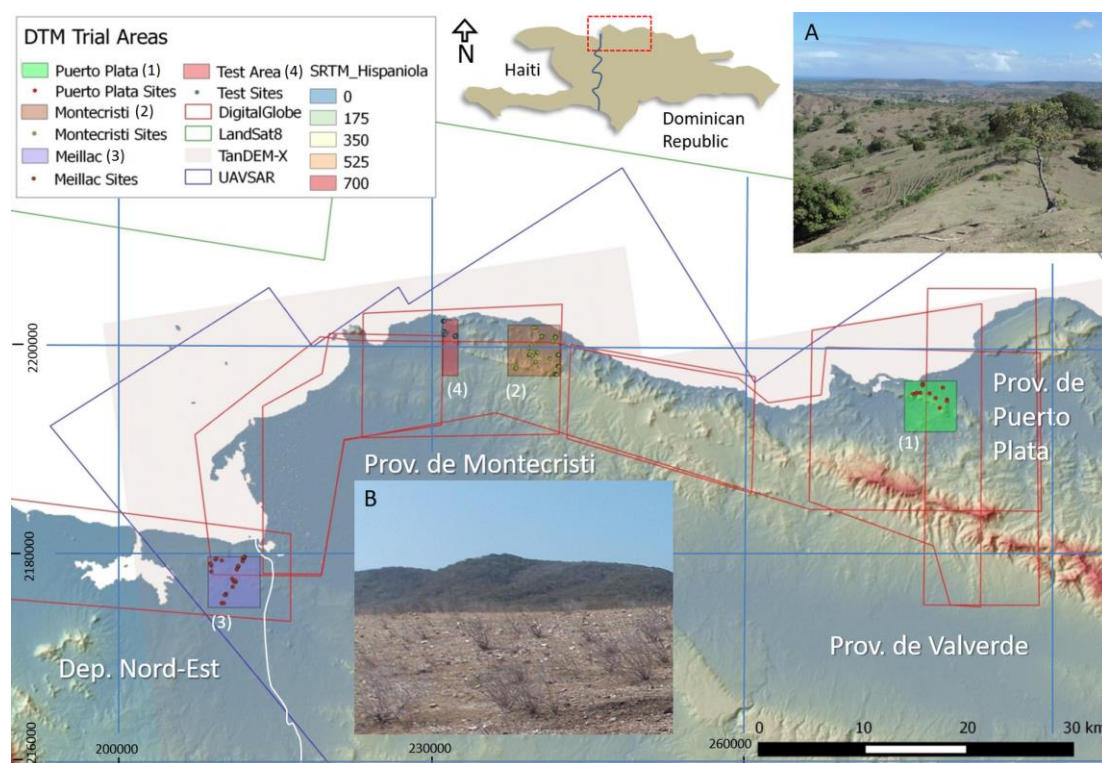 DTM Trial Areas
Puerto Plata (1)
Puerto Plata Sites
Montecristi (2)
Montecristi Sites
Meillac (3)
Meillac Sites
Test Area (4)
Test Sites
DigitalGlobe
LandSat8
TanDEM-X
UAVSAR
SRTM_Hispaniola
0
175
350
525
700
N
Haiti
Dominican
Republic
A
2200000
(4)
(2)
(1)
Prov. de
Puerto
Plata
Prov. de Montecristi
B
2180000
(3)
Dep. Nord-Est
Prov. de Valverde
0 10 20 30 km
216000
200000
230000
260000